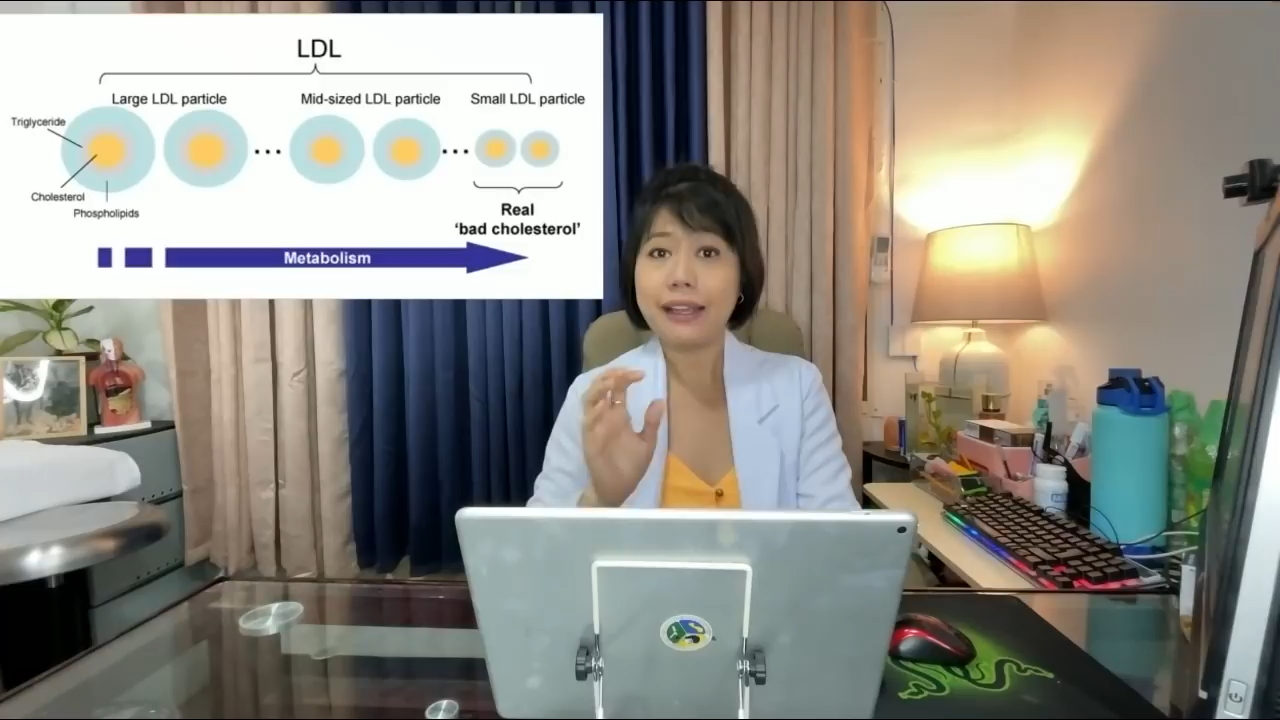 LDL
Large LDL particle
Mid-sized LDL particle
Small LDL particle
Triglyceride
Cholesterol
Phospholipids
Real
‘bad cholesterol’
Metabolism